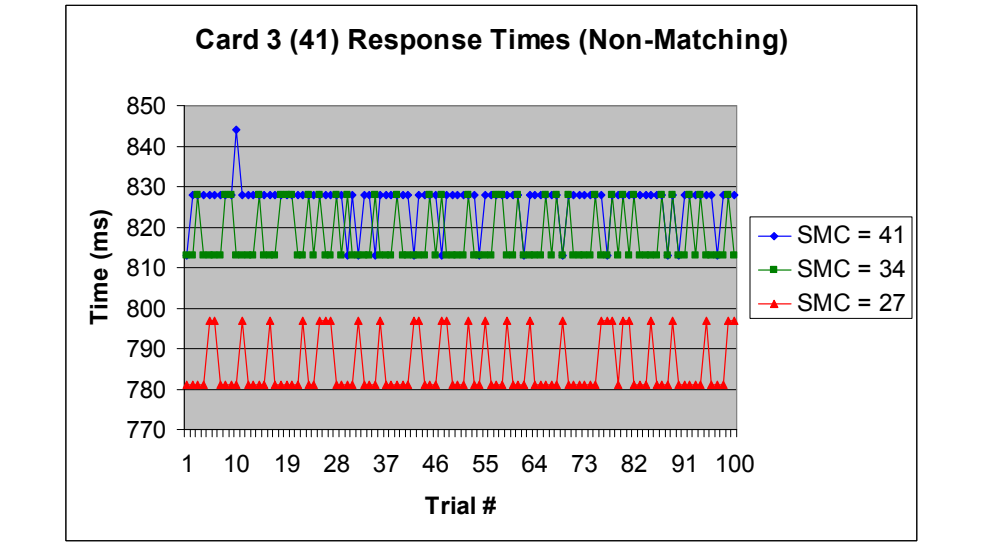 Card 3 (41) Response Times (Non-Matching)
850
840
830
820
810
800
790
780
770
Time (ms)
1 10 19 28 37 46 55 64 73 82 91 100
Trial #
SMC = 41
SMC = 34
SMC = 27